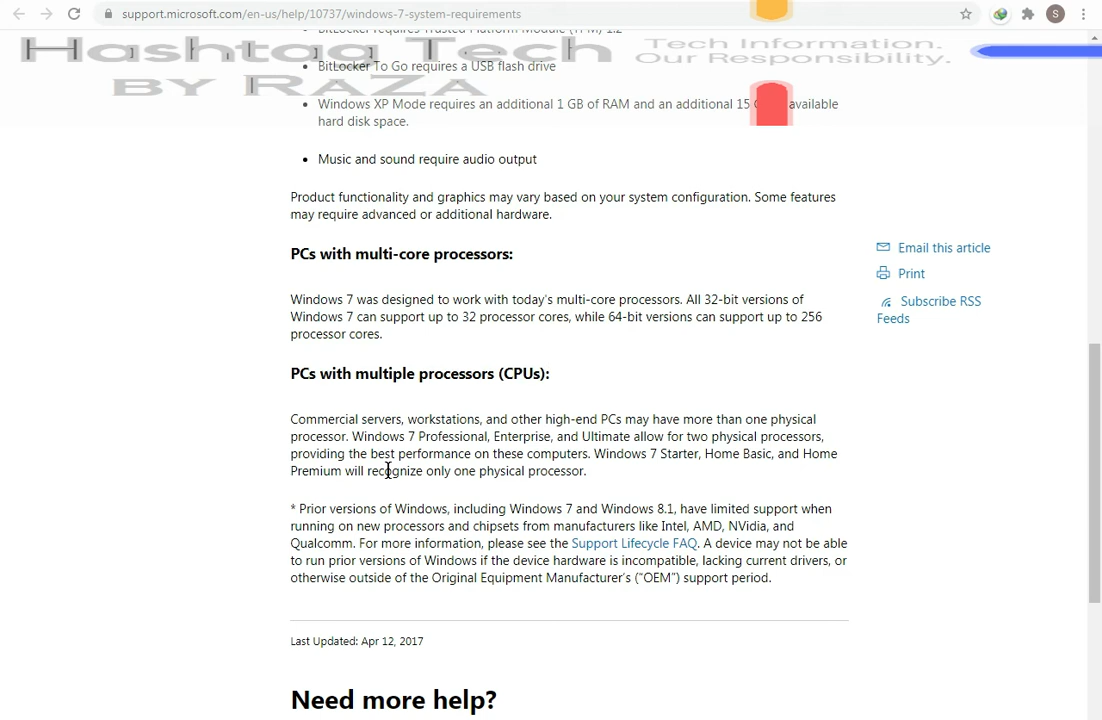 support.microsoft.com/en-us/help/10737/windows-7-system-requirements
S
BitLocker requires Trusted Platform Module (TPM) 1.2
Hashtag Tech
BY RAZA
Tech Information.
Our Responsibility.
• BitLocker To Go requires a USB flash drive
• Windows XP Mode requires an additional 1 GB of RAM and an additional 15 available
hard disk space.
• Music and sound require audio output
Product functionality and graphics may vary based on your system configuration. Some features
may require advanced or additional hardware.
PCs with multi-core processors:
Windows 7 was designed to work with today's multi-core processors. All 32-bit versions of
Windows 7 can support up to 32 processor cores, while 64-bit versions can support up to 256
processor cores.
PCs with multiple processors (CPUs):
Commercial servers, workstations, and other high-end PCs may have more than one physical
processor. Windows 7 Professional, Enterprise, and Ultimate allow for two physical processors,
providing the best performance on these computers. Windows 7 Starter, Home Basic, and Home
Premium will recognize only one physical processor.
* Prior versions of Windows, including Windows 7 and Windows 8.1, have limited support when
running on new processors and chipsets from manufacturers like Intel, AMD, NVidia, and
Qualcomm. For more information, please see the Support Lifecycle FAQ. A device may not be able
to run prior versions of Windows if the device hardware is incompatible, lacking current drivers, or
otherwise outside of the Original Equipment Manufacturer's ("OEM") support period.
Last Updated: Apr 12, 2017
Need more help?
Email this article
Print
Subscribe RSS
Feeds